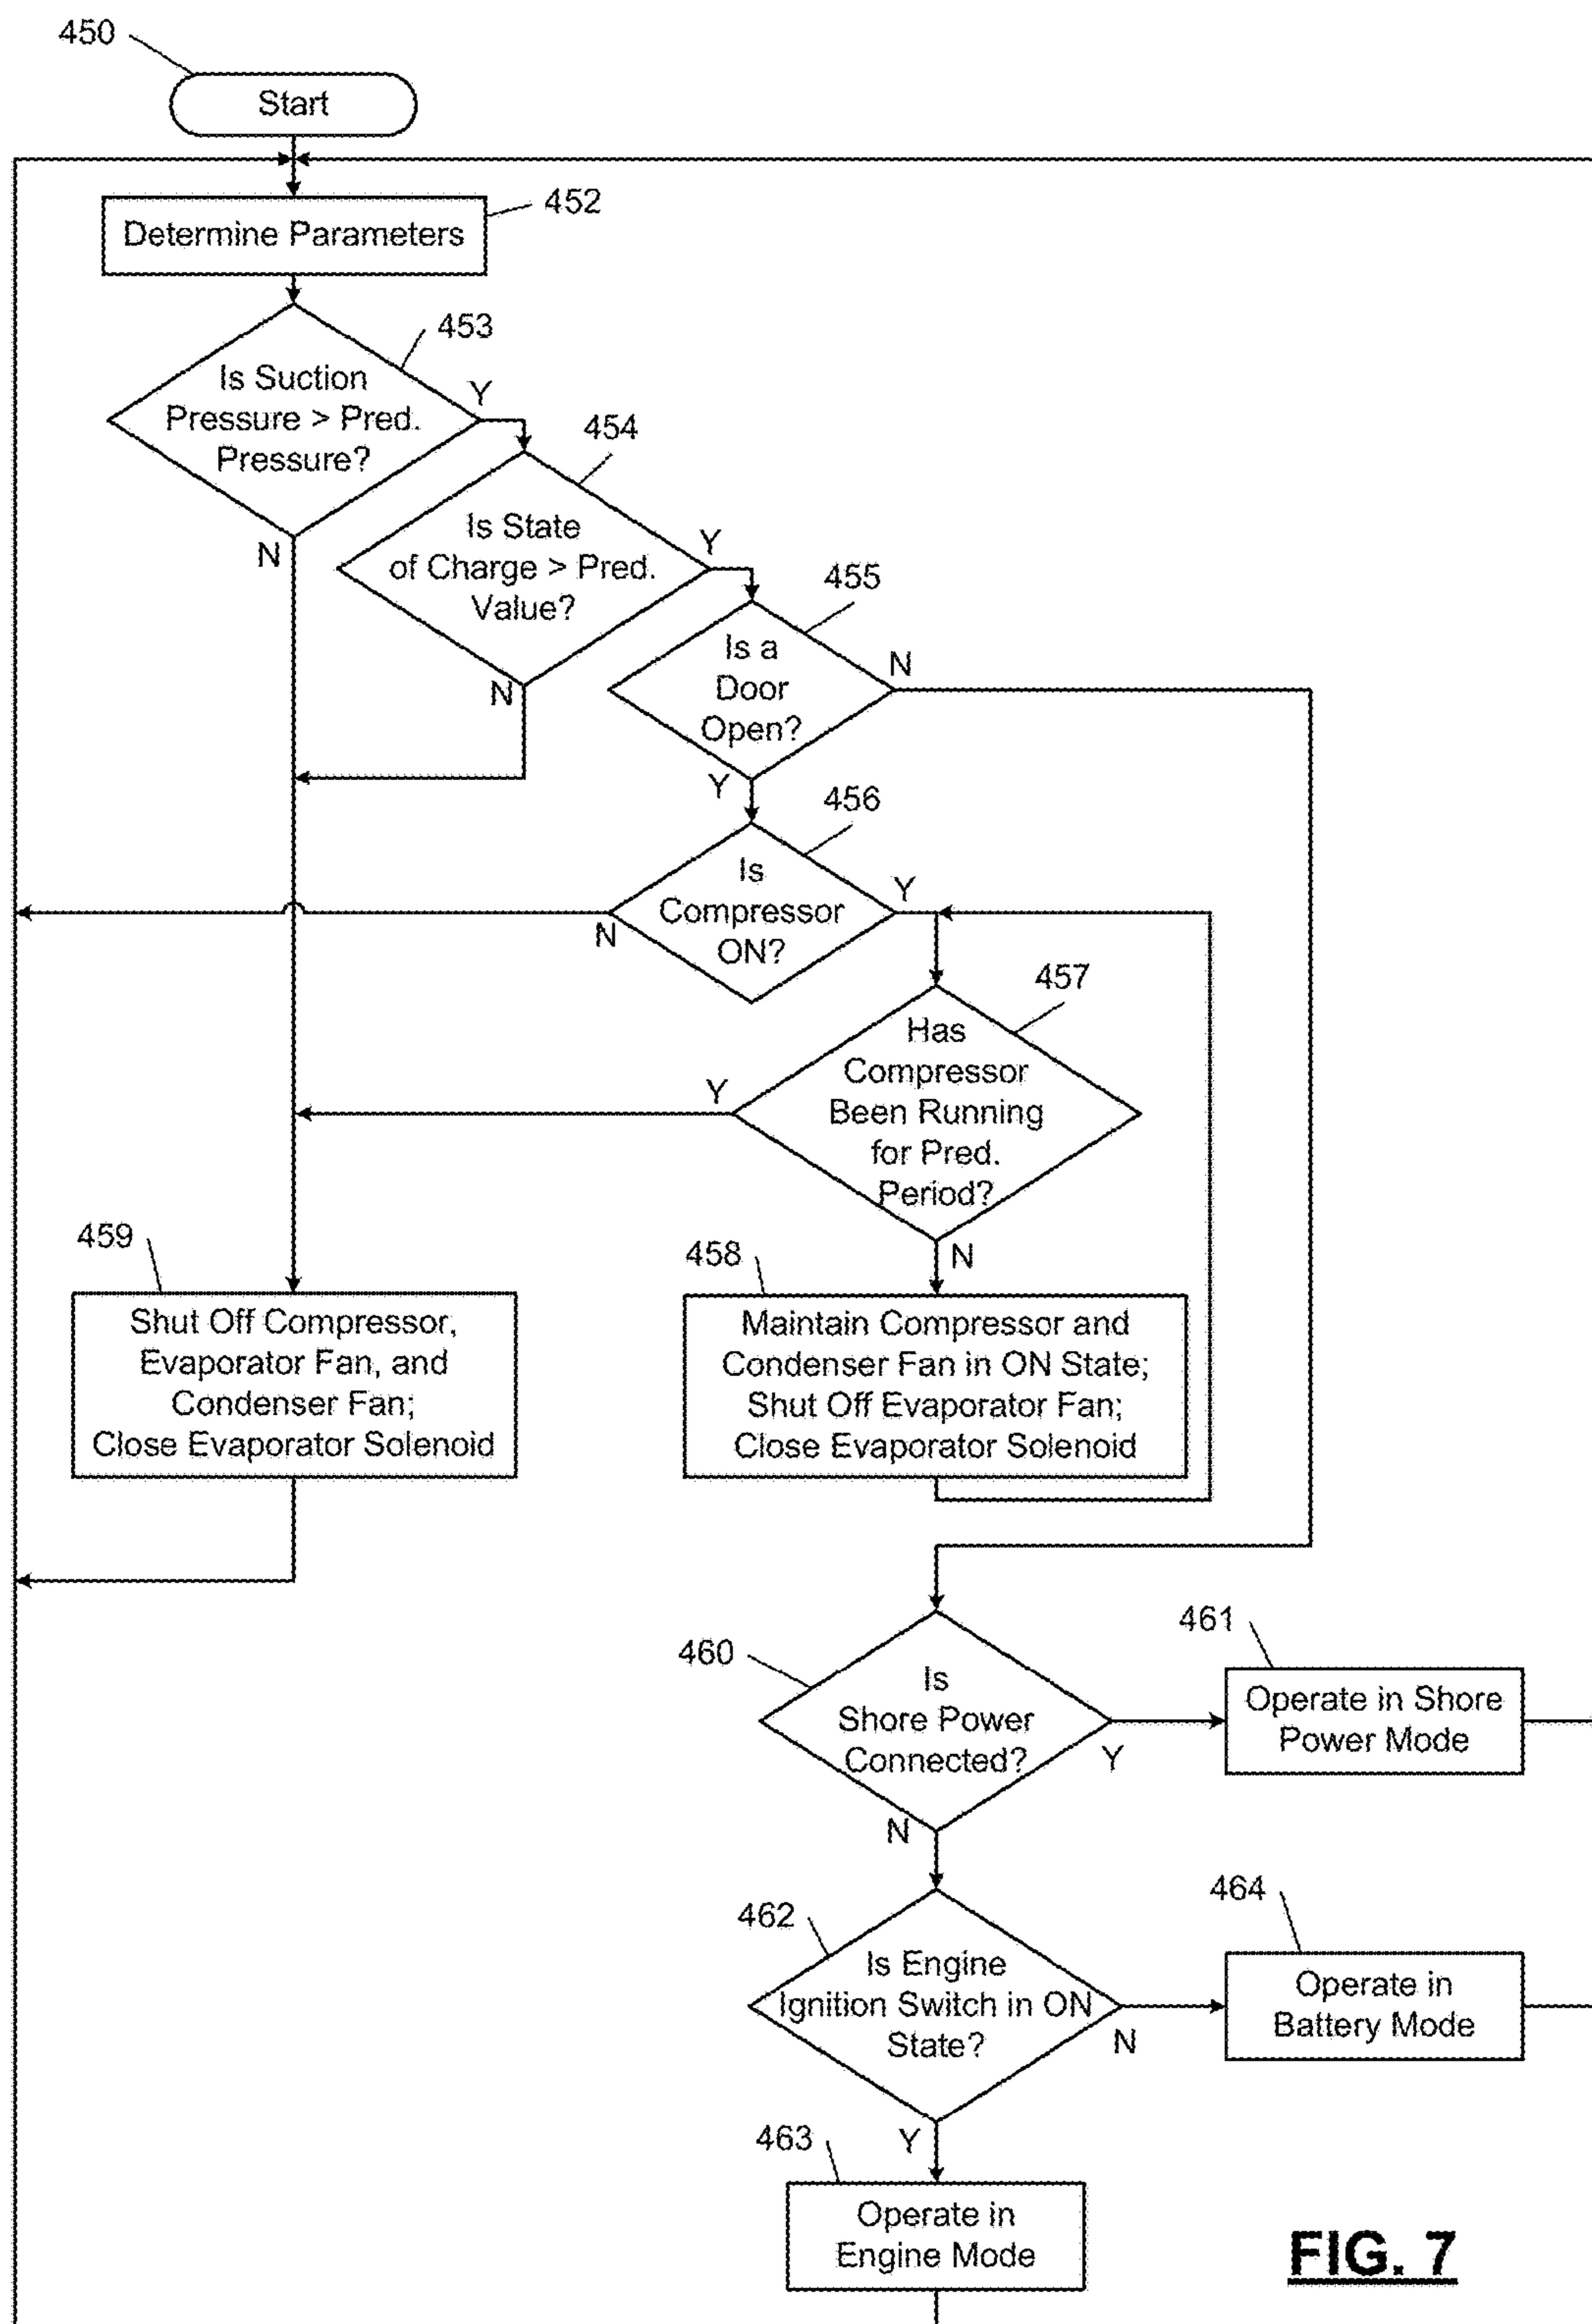 450
Start
452
Determine Parameters
453
Is Suction
Pressure > Pred.
Pressure?
Y
N
454
Is State
of Charge > Pred.
Value?
Y
N
455
Is a
Door
Open?
N
Y
456
Is
Compressor
ON?
Y
N
457
Has
Compressor
Been Running
for Pred.
Period?
Y
N
459
Shut Off Compressor,
Evaporator Fan, and
Condenser Fan;
Close Evaporator Solenoid
458
Maintain Compressor and
Condenser Fan in ON State;
Shut Off Evaporator Fan;
Close Evaporator Solenoid
460
Is
Shore Power
Connected?
Y
N
461
Operate in Shore
Power Mode
462
Is Engine
Ignition Switch in ON
State?
N
Y
464
Operate in
Battery Mode
463
Operate in
Engine Mode
FIG. 7